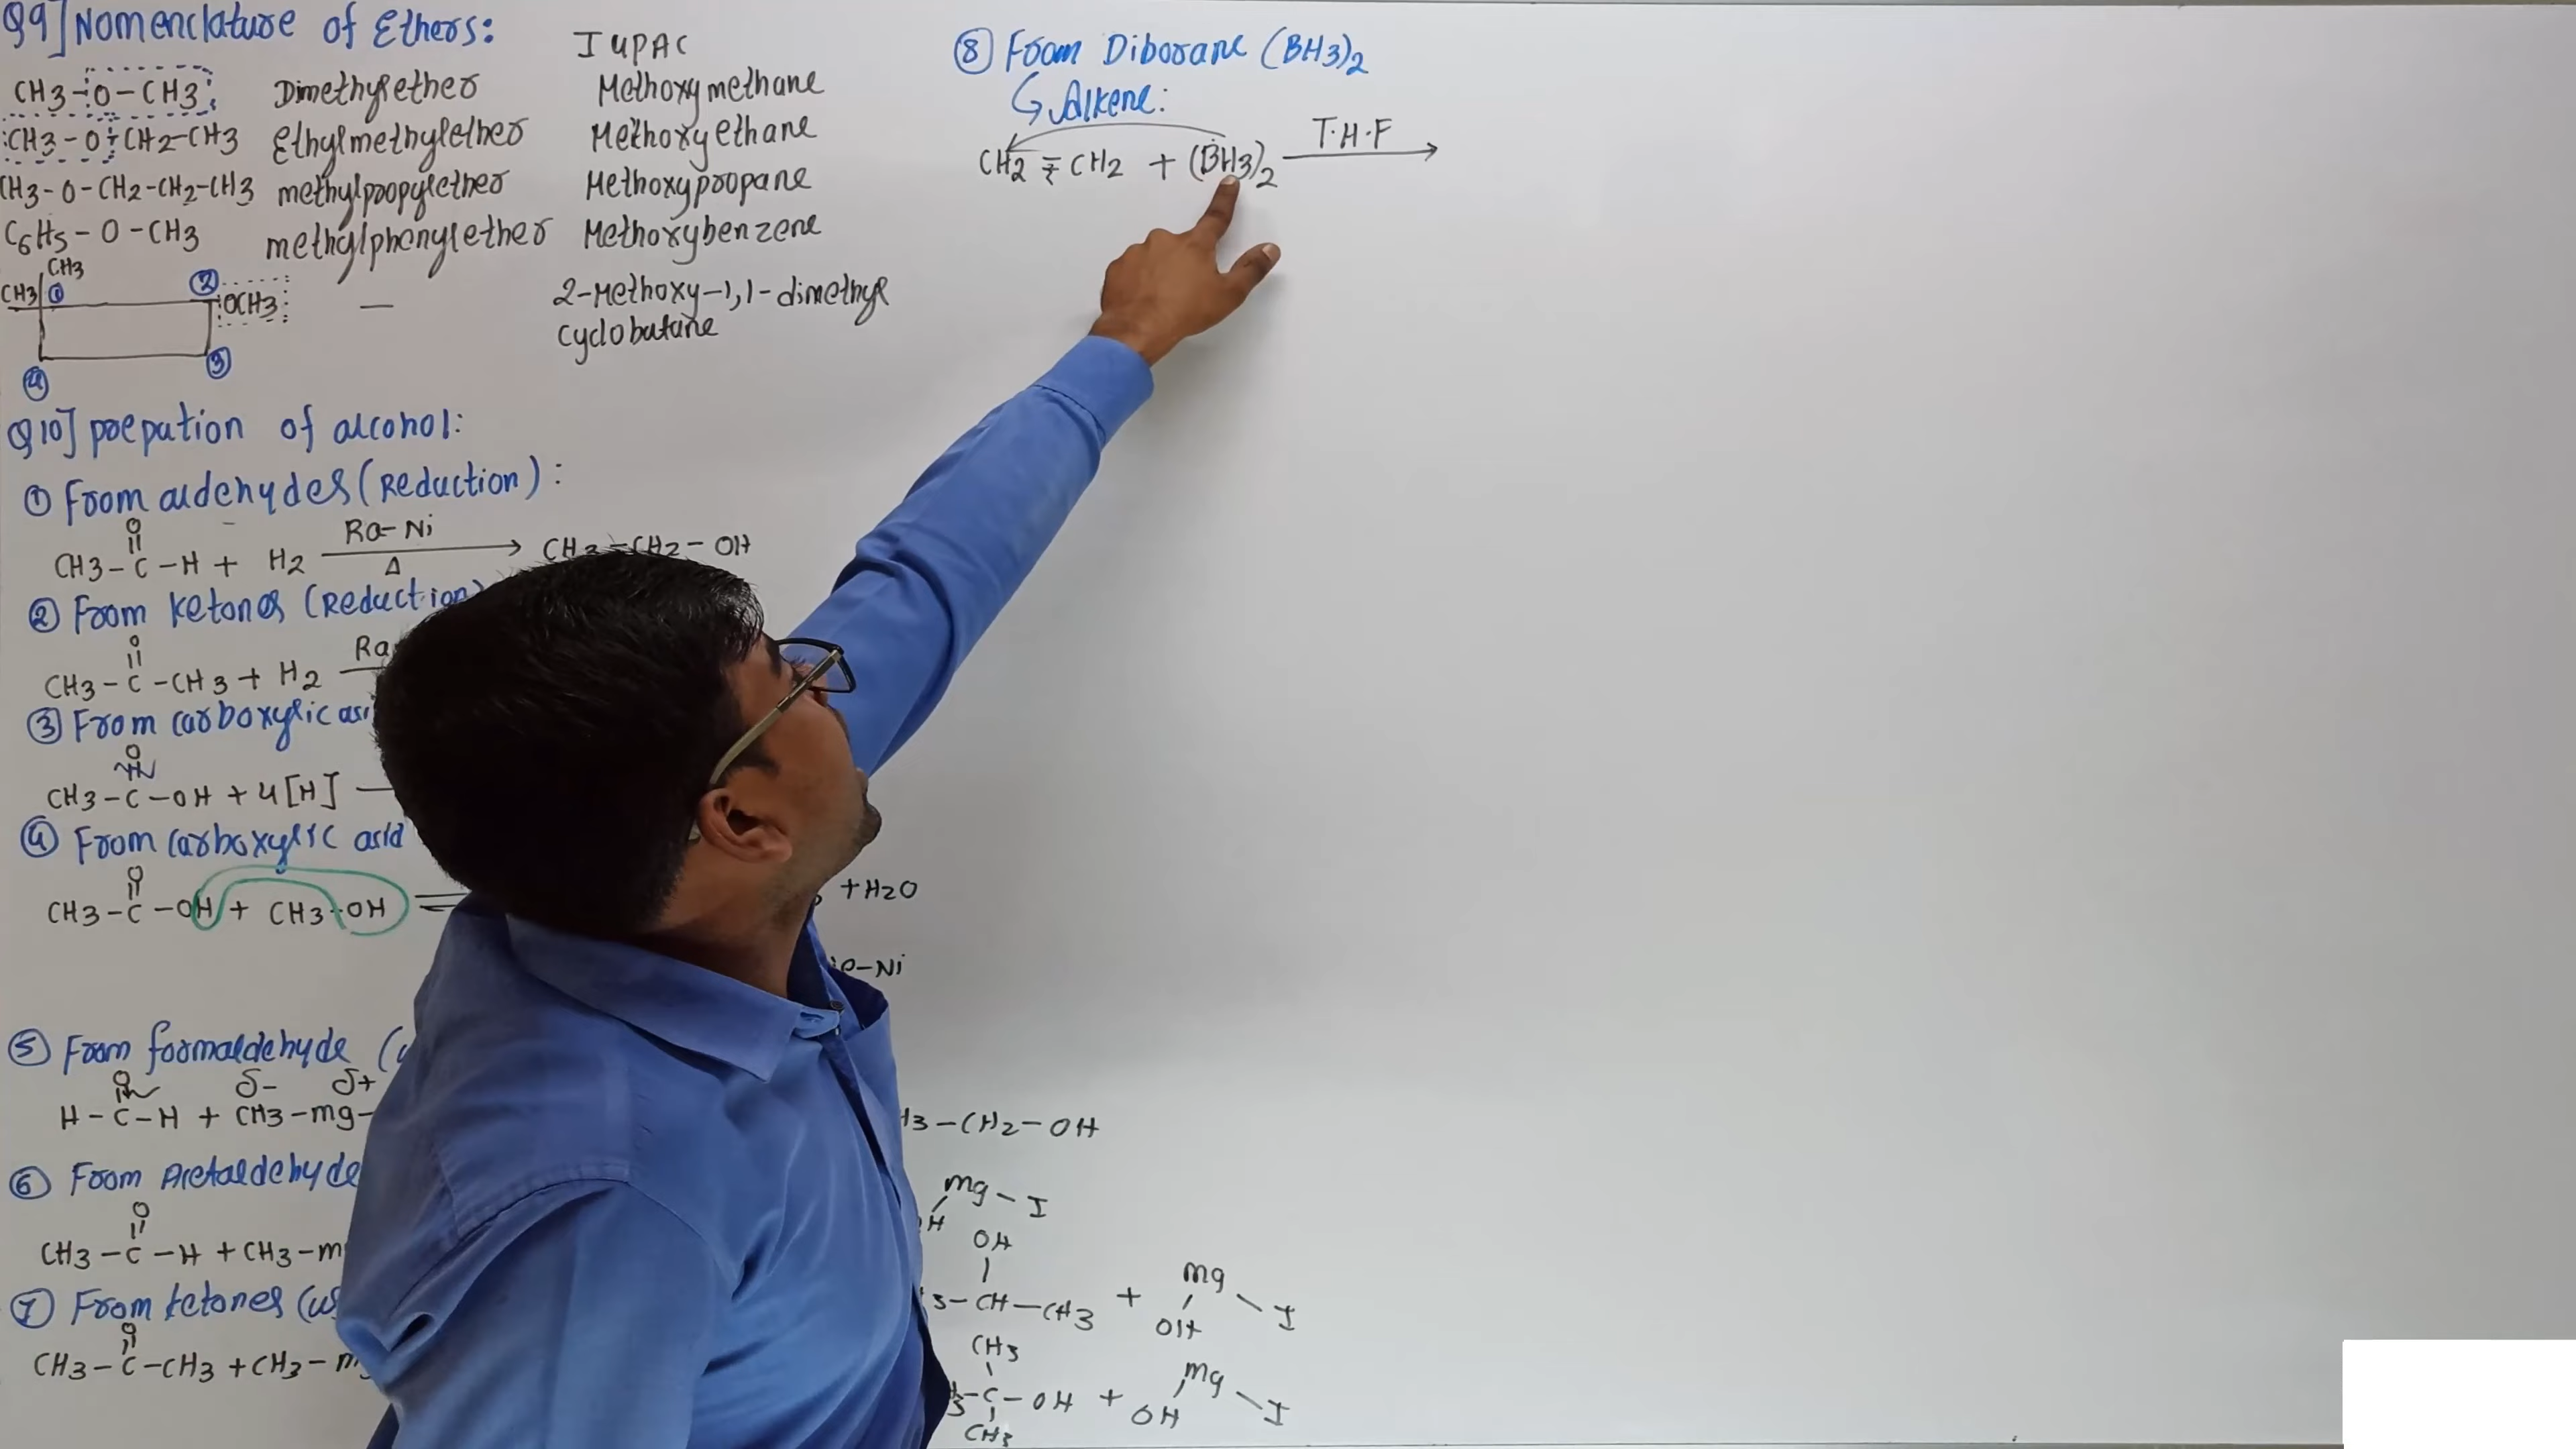 Q9] Nomenclature of Ethers:
IUPAC
CH3-O-CH3 Dimethylether Methoxymethane
CH3-O-CH2-CH3 Ethylmethylether Methoxyethane
CH3-O-CH2-CH2-CH3 methylpropylether Methoxypropane
C6H5-O-CH3 methylphenylether Methoxybenzene
CH3
CH3 1 2 OCH3 — 2-Methoxy-1,1-dimethyl
cyclobutane
4 3
Q10] prepation of alcohol:
① From aldehydes (Reduction):
O
CH3-C-H + H2 Ra-Ni Δ → CH3-CH2-OH
② From Ketones (Reduction)
O
CH3-C-CH3 + H2 Ra
③ From carboxylic
O
CH3-C-OH + 4[H]
④ From carboxylic acid
O
CH3-C-OH + CH3-OH ⇌ +H2O
-Ni
⑤ From formaldehyde (
O δ- δ+
H-C-H + CH3-mg- H3-CH2-OH
⑥ From Acetaldehyde
mg-I
H
O OH
CH3-C-H + CH3-m 3-CH-CH3 + mg I
OH
⑦ From ketones (us
O CH3
CH3-C-CH3 + CH3-m 3-C-OH + mg I
OH
CH3
⑧ From Diborane (BH3)2
↳ Alkene:
CH2=CH2 + (BH3)2 T.H.F →